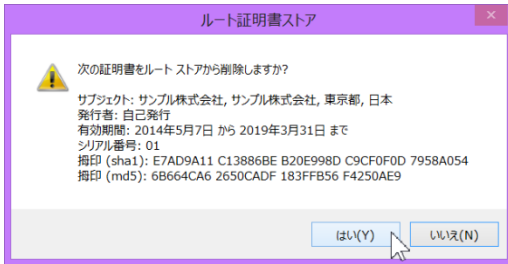 ルート証明書ストア
次の証明書をルート ストアから削除しますか?
サブジェクト: サンプル株式会社, サンプル株式会社, 東京都, 日本
発行者: 自己発行
有効期間: 2014年5月7日 から 2019年3月31日 まで
シリアル番号: 01
拇印 (sha1): E7AD9A11 C13886BE B20E998D C9CF0F0D 7958A054
拇印 (md5): 6B664CA6 2650CADF 183FFB56 F4250AE9
はい(Y) いいえ(N)